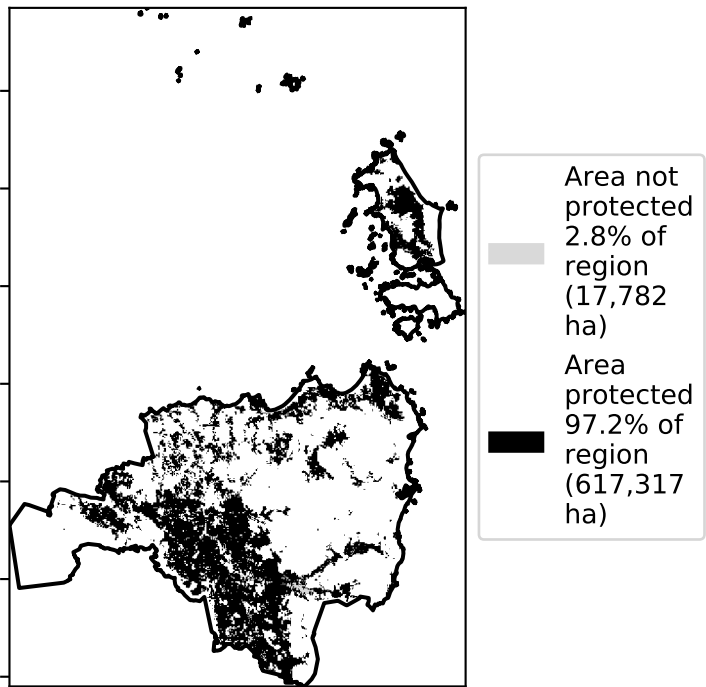 Area not
protected
2.8% of
region
(17,782
ha)
Area
protected
97.2% of
region
(617,317
ha)